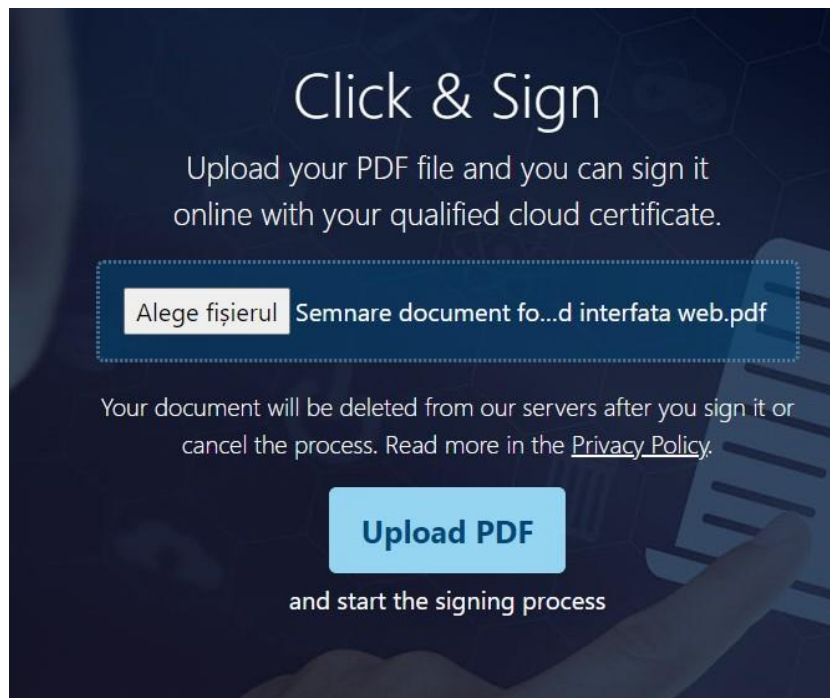 Click & Sign
Upload your PDF file and you can sign it
online with your qualified cloud certificate.
Alege fișierul Semnare document fo...d interfata web.pdf
Your document will be deleted from our servers after you sign it or
cancel the process. Read more in the Privacy Policy.
Upload PDF
and start the signing process